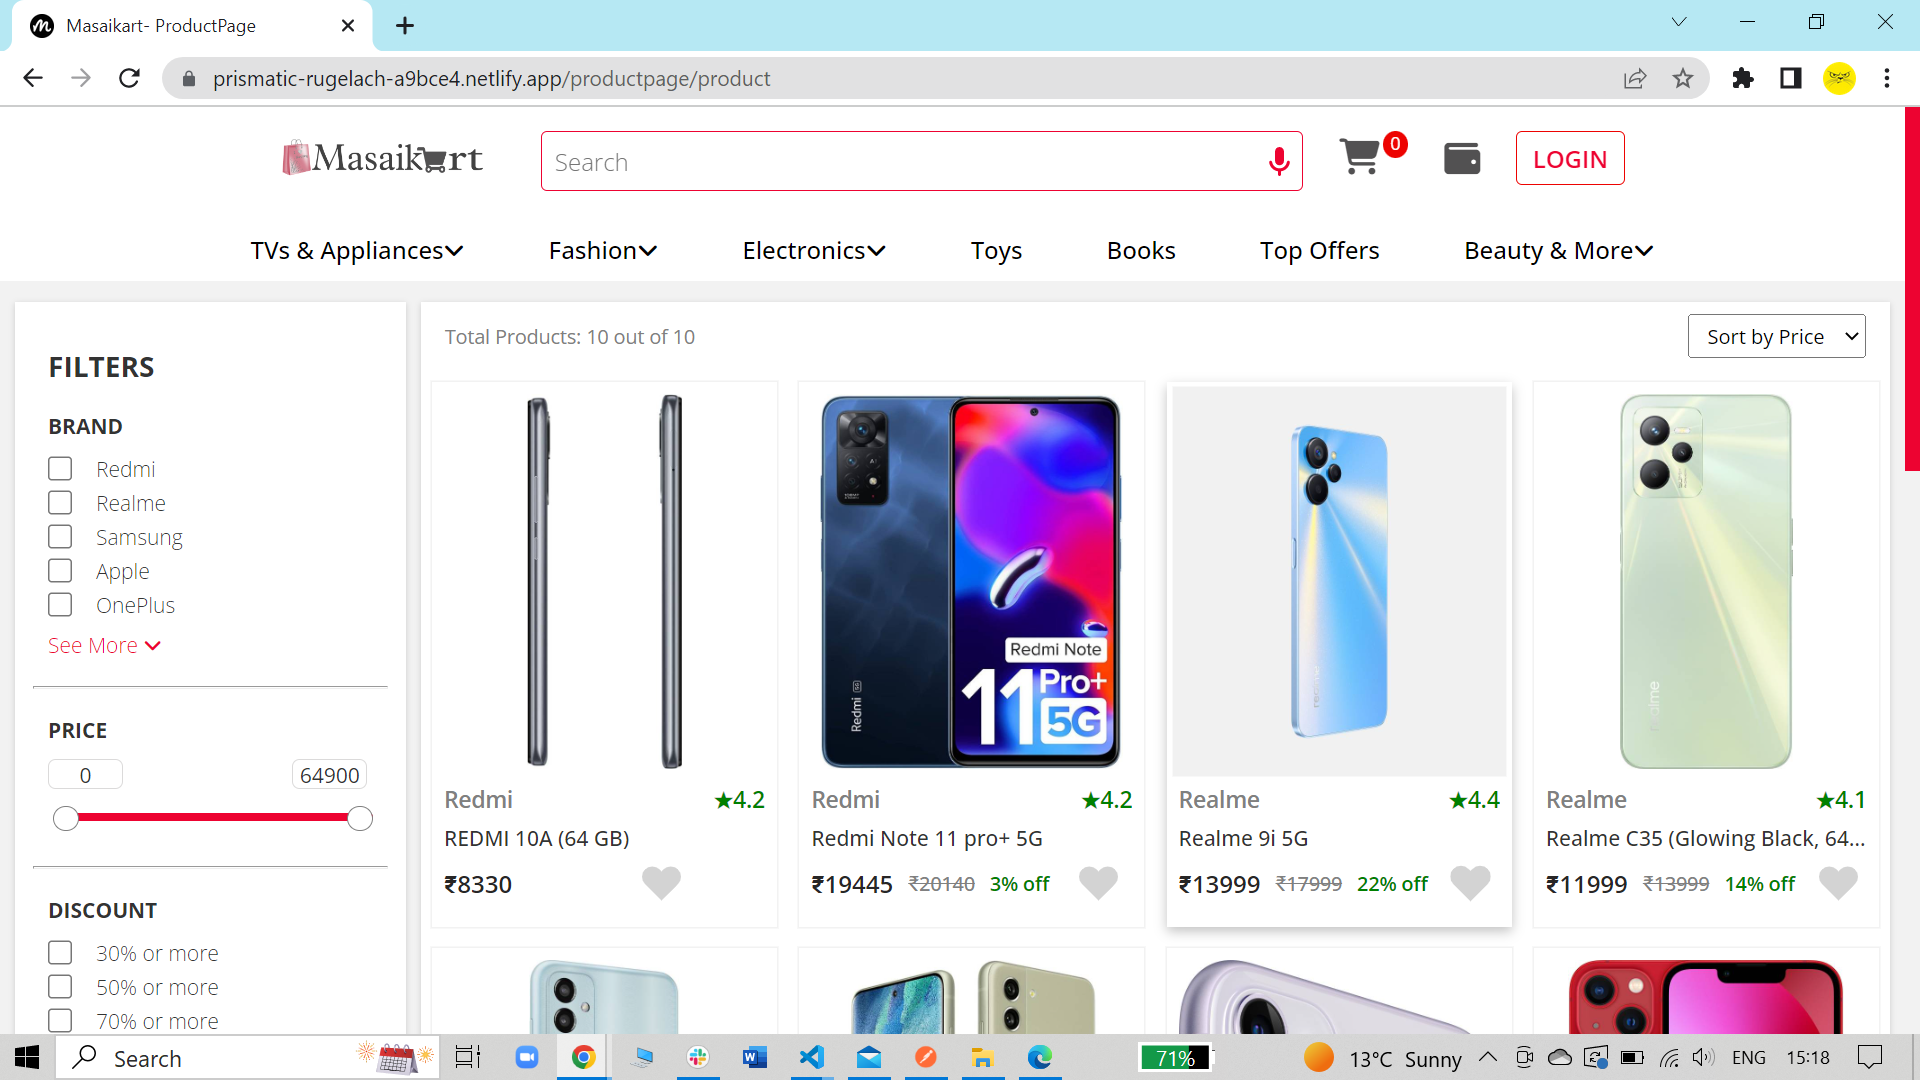 Masaikart- ProductPage
prismatic-rugelach-a9bce4.netlify.app/productpage/product
Masaikart
Search
0
LOGIN
TVs & Appliances
Fashion
Electronics
Toys
Books
Top Offers
Beauty & More
FILTERS
BRAND
Redmi
Realme
Samsung
Apple
OnePlus
See More
PRICE
0
64900
DISCOUNT
30% or more
50% or more
70% or more
Total Products: 10 out of 10
Sort by Price
Redmi
Redmi Note
11 Pro+
5G
realme
realme
Redmi ★4.2
REDMI 10A (64 GB)
₹8330
Redmi ★4.2
Redmi Note 11 pro+ 5G
₹19445 ₹20140 3% off
Realme ★4.4
Realme 9i 5G
₹13999 ₹17999 22% off
Realme ★4.1
Realme C35 (Glowing Black, 64...
₹11999 ₹13999 14% off
Search
71%
13°C Sunny
ENG
15:18